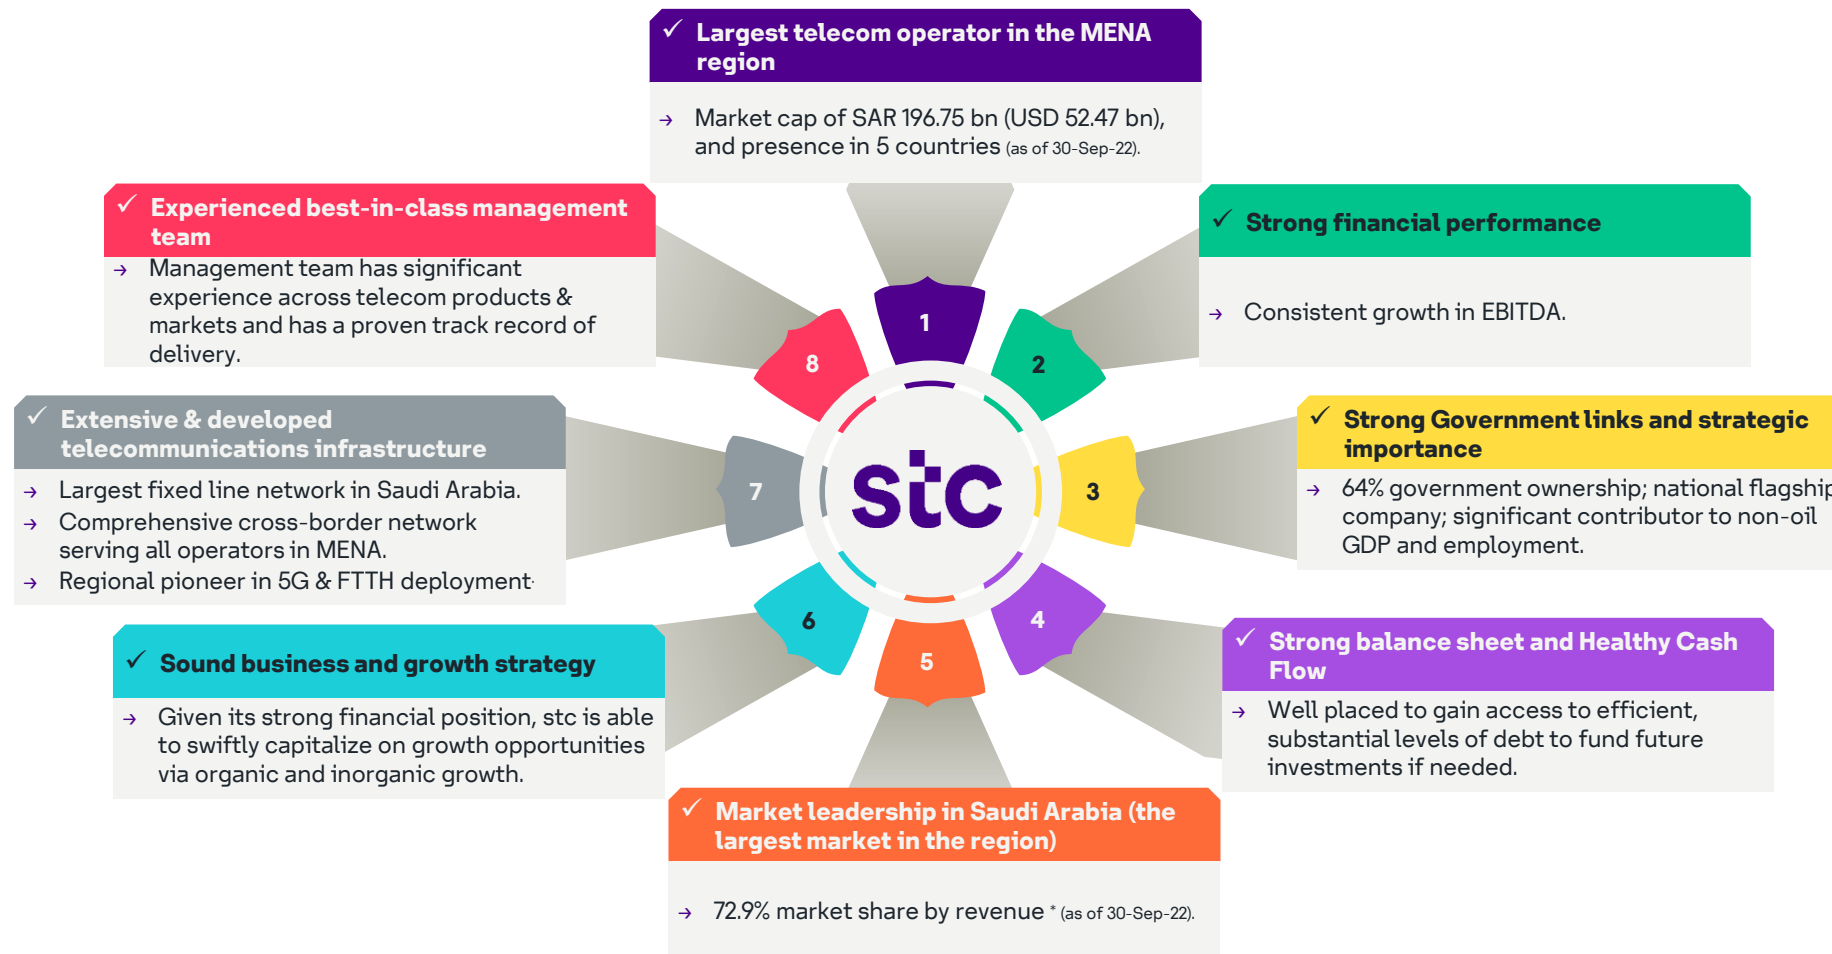 ✓ Largest telecom operator in the MENA
region
→ Market cap of SAR 196.75 bn (USD 52.47 bn),
and presence in 5 countries (as of 30-Sep-22).
✓ Strong financial performance
→ Consistent growth in EBITDA.
✓ Strong Government links and strategic
importance
→ 64% government ownership; national flagship
company; significant contributor to non-oil
GDP and employment.
✓ Strong balance sheet and Healthy Cash
Flow
→ Well placed to gain access to efficient,
substantial levels of debt to fund future
investments if needed.
✓ Market leadership in Saudi Arabia (the
largest market in the region)
→ 72.9% market share by revenue * (as of 30-Sep-22).
✓ Sound business and growth strategy
→ Given its strong financial position, stc is able
to swiftly capitalize on growth opportunities
via organic and inorganic growth.
✓ Extensive & developed
telecommunications infrastructure
→ Largest fixed line network in Saudi Arabia.
→ Comprehensive cross-border network
serving all operators in MENA.
→ Regional pioneer in 5G & FTTH deployment.
✓ Experienced best-in-class management
team
→ Management team has significant
experience across telecom products &
markets and has a proven track record of
delivery.
1
2
3
4
5
6
7
8
stc